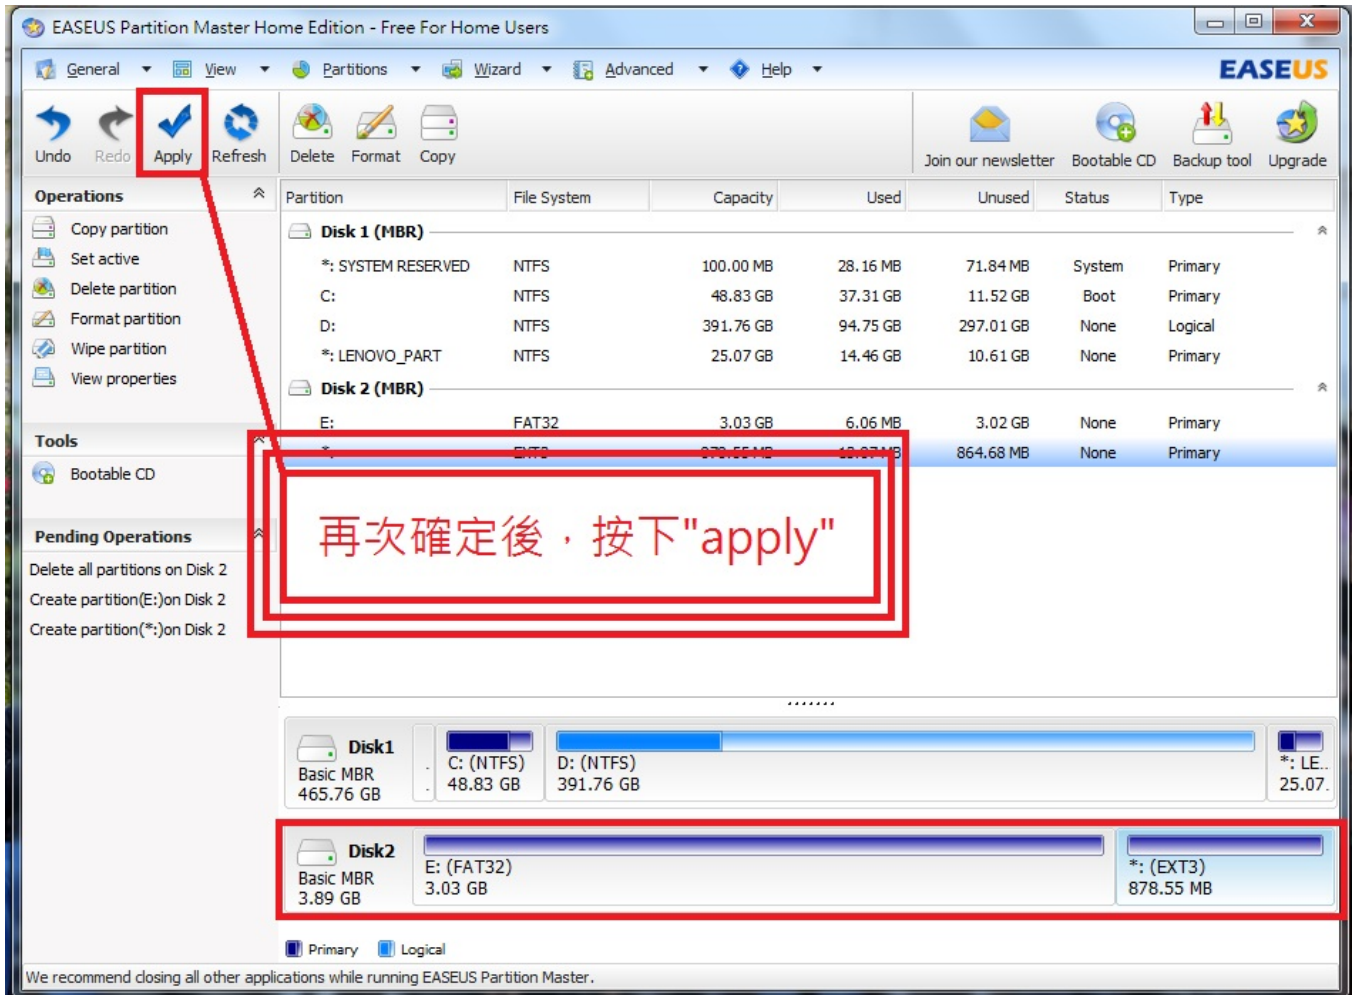 EASEUS Partition Master Home Edition - Free For Home Users
General View Partitions Wizard Advanced Help EASEUS
Undo Redo Apply Refresh Delete Format Copy Join our newsletter Bootable CD Backup tool Upgrade
Operations
Copy partition
Set active
Delete partition
Format partition
Wipe partition
View properties
Tools
Bootable CD
Pending Operations
Delete all partitions on Disk 2
Create partition(E:)on Disk 2
Create partition(*:)on Disk 2
Partition File System Capacity Used Unused Status Type
Disk 1 (MBR)
*: SYSTEM RESERVED NTFS 100.00 MB 28.16 MB 71.84 MB System Primary
C: NTFS 48.83 GB 37.31 GB 11.52 GB Boot Primary
D: NTFS 391.76 GB 94.75 GB 297.01 GB None Logical
*: LENOVO_PART NTFS 25.07 GB 14.46 GB 10.61 GB None Primary
Disk 2 (MBR)
E: FAT32 3.03 GB 6.06 MB 3.02 GB None Primary
*: EXT3 878.55 MB 864.68 MB None Primary
再次確定後，按下"apply"
Disk1
Basic MBR
465.76 GB
C: (NTFS)
48.83 GB
D: (NTFS)
391.76 GB
*: LE..
25.07.
Disk2
Basic MBR
3.89 GB
E: (FAT32)
3.03 GB
*: (EXT3)
878.55 MB
Primary Logical
We recommend closing all other applications while running EASEUS Partition Master.